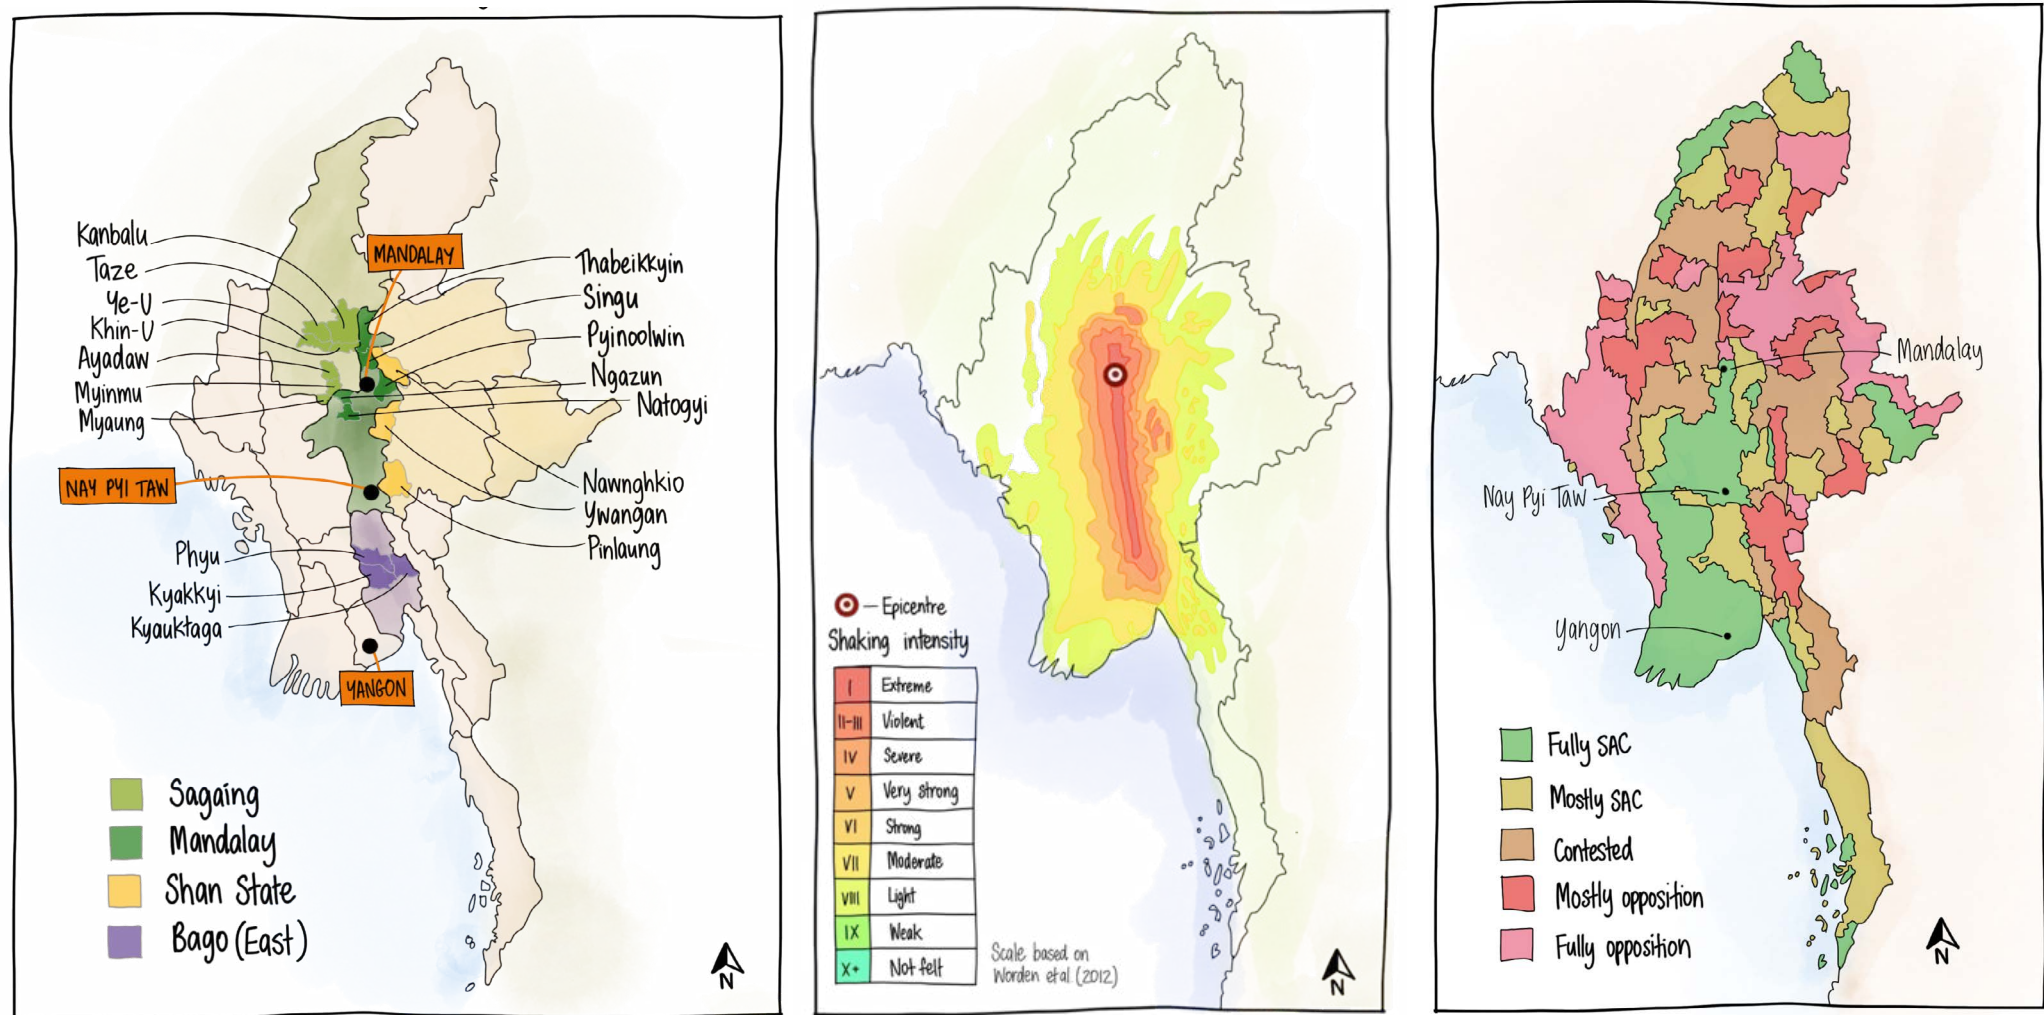 Kanbalu
Taze
Ye-U
Khin-U
Ayadaw
Myinmu
Myaung
MANDALAY
Thabeikkyin
Singu
Pyinoolwin
Ngazun
Natogyi
NAY PYI TAW
Nawnghkio
Ywangan
Pinlaung
Phyu
Kyakkyi
Kyauktaga
YANGON
Sagaing
Mandalay
Shan State
Bago (East)
N
Epicentre
Shaking intensity
I Extreme
II-III Violent
IV Severe
V Very strong
VI Strong
VII Moderate
VIII Light
IX Weak
X+ Not felt
Scale based on
Worden et al. (2012)
N
Mandalay
Nay Pyi Taw
Yangon
Fully SAC
Mostly SAC
Contested
Mostly opposition
Fully opposition
N